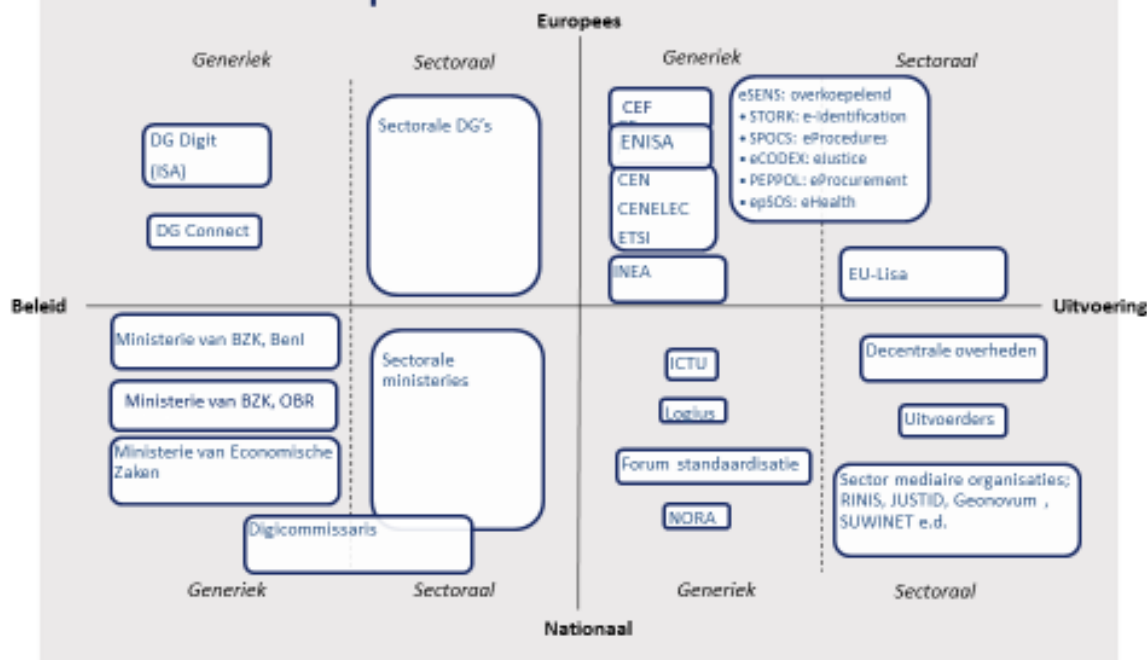 Europees
Generiek
Sectoraal
Generiek
Sectoraal
DG Digit
(ISA)
DG Connect
Sectorale DG's
CEF
ENISA
CEN
CENELEC
ETSI
INEA
eSENS: overkoepelend
• STORK: e-Identification
• SPOCS: eProcedures
• eCODEX: eJustice
• PEPPOL: eProcurement
• epSOS: eHealth
EU-Lisa
Beleid
Uitvoering
Ministerie van BZK, BenI
Ministerie van BZK, OBR
Ministerie van Economische
Zaken
Digicommissaris
Sectorale
ministeries
ICTU
Logius
Forum standaardisatie
NORA
Decentrale overheden
Uitvoerders
Sector mediaire organisaties;
RINIS, JUSTID, Geonovum ,
SUWINET e.d.
Generiek
Sectoraal
Generiek
Sectoraal
Nationaal